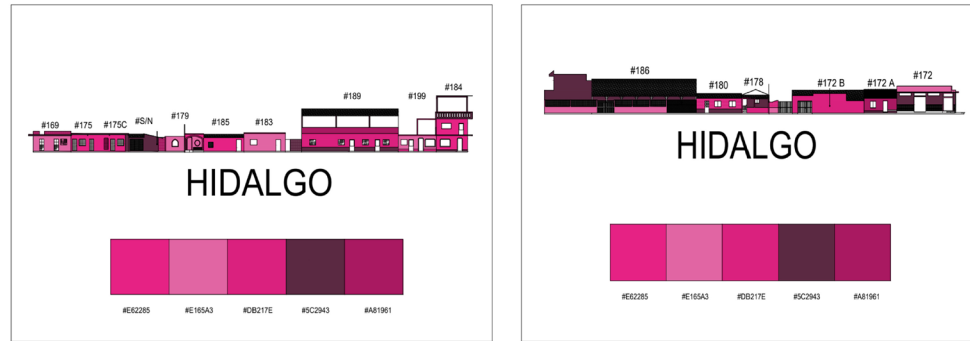 #169 #175 #175C #S/N #179 #185 #183 #189 #199 #184
HIDALGO
#E62285 #E165A3 #DB217E #5C2943 #A81961
#186 #180 #178 #172 B #172 A #172
HIDALGO
#E62285 #E165A3 #DB217E #5C2943 #A81961